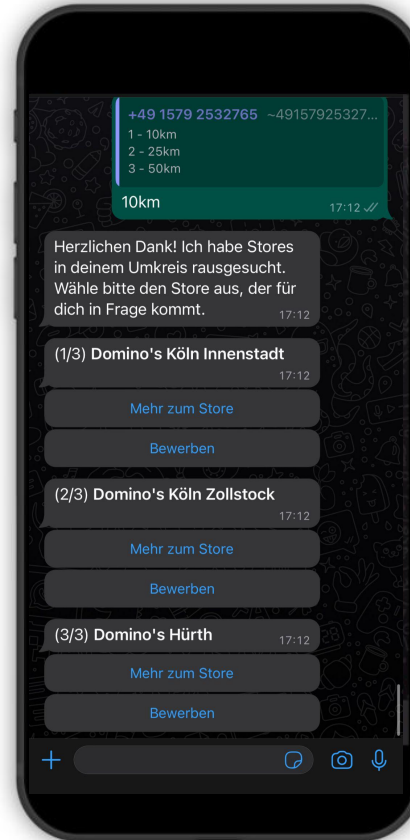 +49 1579 2532765 ~49157925327...
1 - 10km
2 - 25km
3 - 50km
10km
17:12
Herzlichen Dank! Ich habe Stores
in deinem Umkreis rausgesucht.
Wähle bitte den Store aus, der für
dich in Frage kommt.
17:12
(1/3) Domino's Köln Innenstadt
17:12
Mehr zum Store
Bewerben
(2/3) Domino's Köln Zollstock
17:12
Mehr zum Store
Bewerben
(3/3) Domino's Hürth
17:12
Mehr zum Store
Bewerben